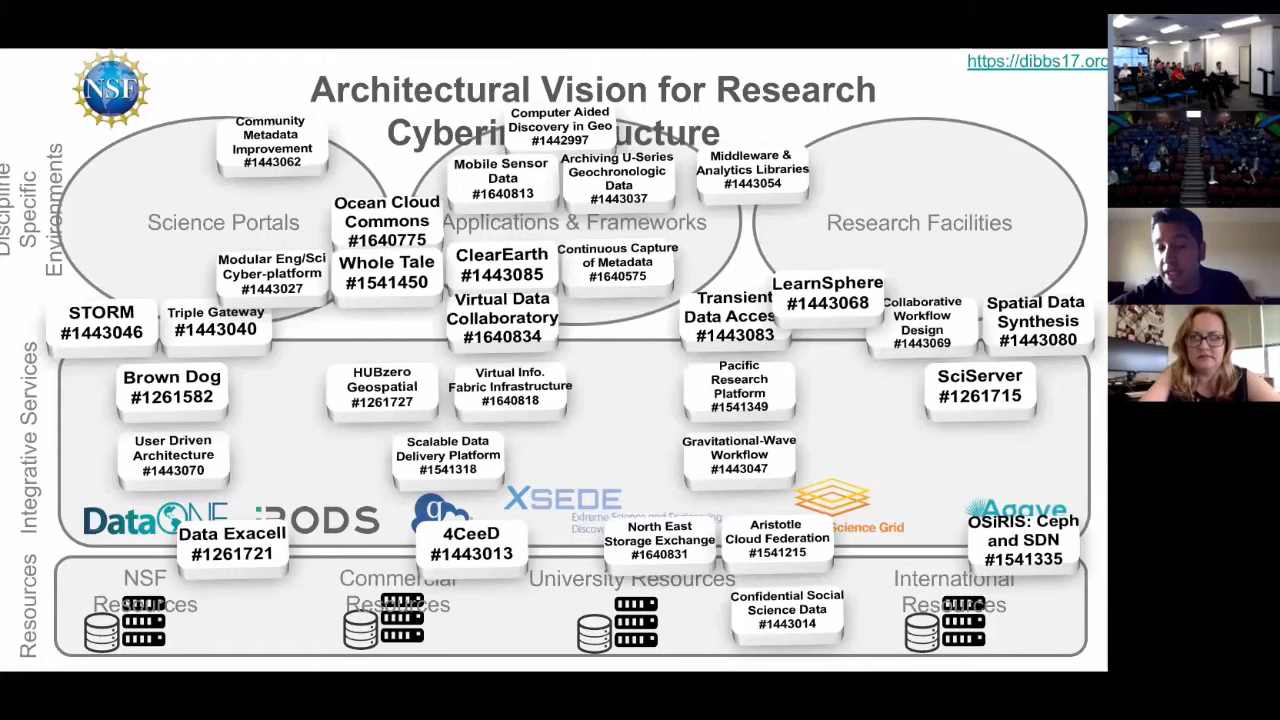 NSF
https://dibbs17.org
Architectural Vision for Research
Discipline
Specific
Environments
Community
Metadata
Improvement
#1443062
Computer Aided
Discovery in Geo
#1442997
Mobile Sensor
Data
#1640813
Archiving U-Series
Geochronologic
Data
#1443037
Middleware &
Analytics Libraries
#1443054
Science Portals
Ocean Cloud
Commons
#1640775
Applications & Frameworks
Research Facilities
Modular Eng/Sci
Cyber-platform
#1443027
Whole Tale
#1541450
ClearEarth
#1443085
Continuous Capture
of Metadata
#1640575
STORM
#1443046
Triple Gateway
#1443040
Virtual Data
Collaboratory
#1640834
Transient
Data Access
#1443083
LearnSphere
#1443068
Collaborative
Workflow
Design
#1443069
Spatial Data
Synthesis
#1443080
Integrative Services
Brown Dog
#1261582
HUBzero
Geospatial
#1261727
Virtual Info.
Fabric Infrastructure
#1640818
Pacific
Research
Platform
#1541349
SciServer
#1261715
User Driven
Architecture
#1443070
Scalable Data
Delivery Platform
#1541318
Gravitational-Wave
Workflow
#1443047
DataONE
iRODS
XSEDE
Extreme Science and Engineering
Science Grid
Agave
Data Exacell
#1261721
4CeeD
#1443013
North East
Storage Exchange
#1640831
Aristotle
Cloud Federation
#1541215
OSiRIS: Ceph
and SDN
#1541335
Resources
NSF
Resources
Commercial
Resources
University Resources
Confidential Social
Science Data
#1443014
International
Resources